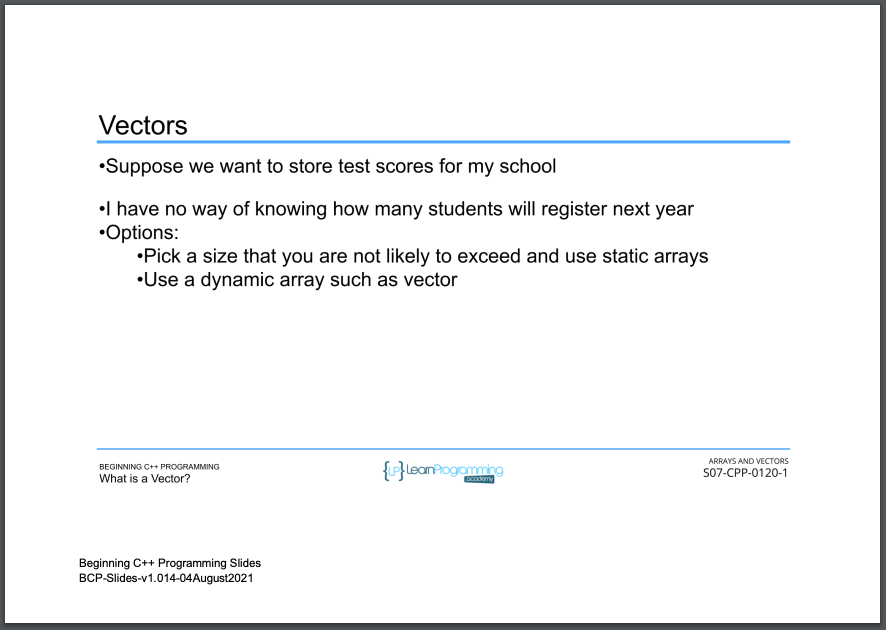 Vectors
•Suppose we want to store test scores for my school
•I have no way of knowing how many students will register next year
•Options:
•Pick a size that you are not likely to exceed and use static arrays
•Use a dynamic array such as vector
BEGINNING C++ PROGRAMMING
What is a Vector?
{LP} LearnProgramming
academy
ARRAYS AND VECTORS
S07-CPP-0120-1
Beginning C++ Programming Slides
BCP-Slides-v1.014-04August2021